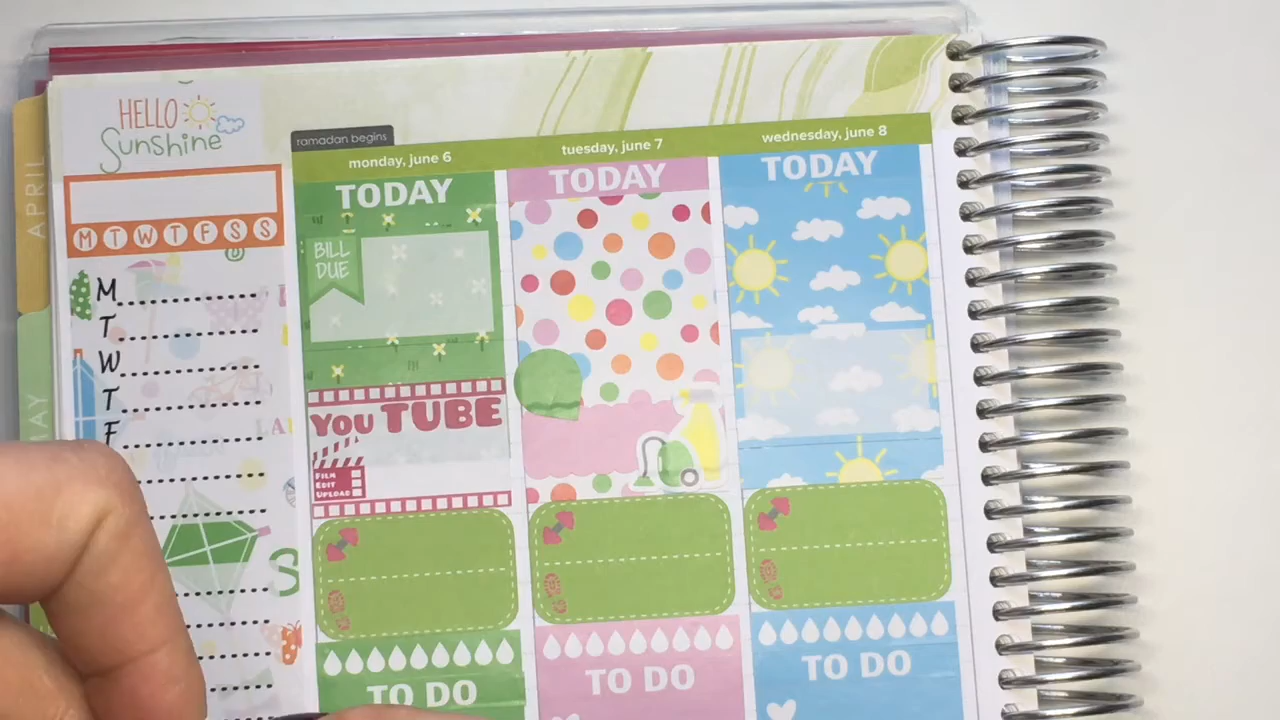 HELLO
Sunshine
M T W T F S S
M
T
W
T
F
APRIL
MAY
ramadan begins
monday, june 6
TODAY
BILL
DUE
YOU TUBE
FILM
EDIT
UPLOAD
TO DO
tuesday, june 7
TODAY
TO DO
wednesday, june 8
TODAY
TO DO